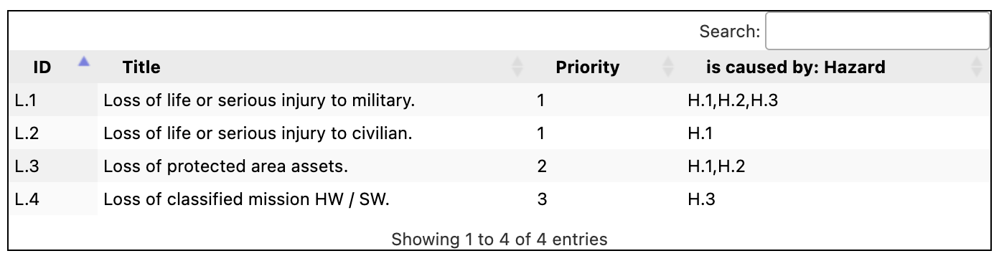 Search:
ID Title Priority is caused by: Hazard
L.1 Loss of life or serious injury to military. 1 H.1,H.2,H.3
L.2 Loss of life or serious injury to civilian. 1 H.1
L.3 Loss of protected area assets. 2 H.1,H.2
L.4 Loss of classified mission HW / SW. 3 H.3
Showing 1 to 4 of 4 entries